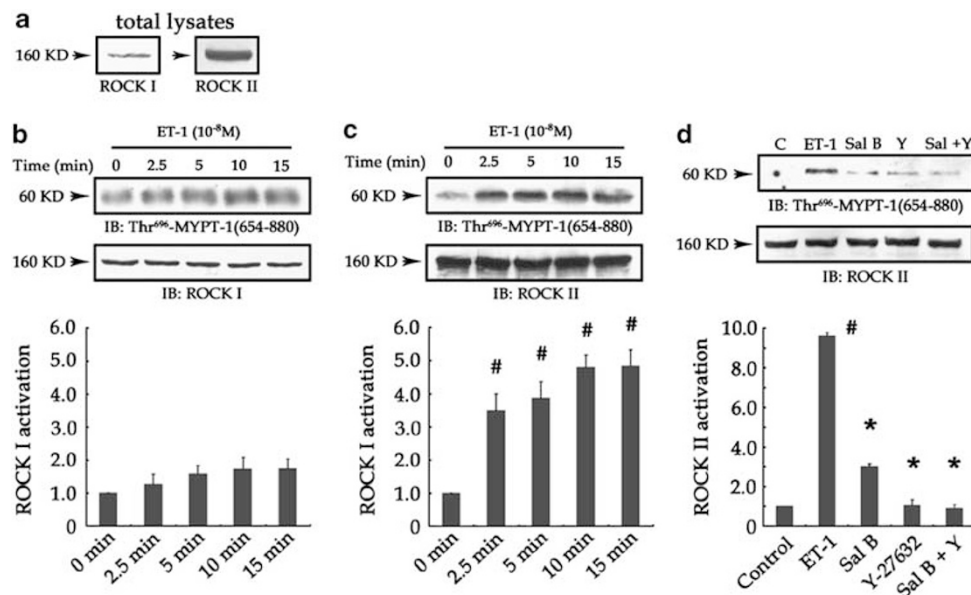 a
total lysates
160 KD
ROCK I
ROCK II
b
ET-1 (10⁻⁸M)
Time (min) 0 2.5 5 10 15
60 KD
IB: Thr⁶⁹⁶-MYPT-1(654-880)
160 KD
IB: ROCK I
ROCK I activation
6.0
5.0
4.0
3.0
2.0
1.0
0
0 min
2.5 min
5 min
10 min
15 min
c
ET-1 (10⁻⁸M)
Time (min) 0 2.5 5 10 15
60 KD
IB: Thr⁶⁹⁶-MYPT-1(654-880)
160 KD
IB: ROCK II
ROCK I activation
6.0
5.0
4.0
3.0
2.0
1.0
0
# # # #
0 min
2.5 min
5 min
10 min
15 min
d
C ET-1 Sal B Y Sal +Y
60 KD
IB: Thr⁶⁹⁶-MYPT-1(654-880)
160 KD
IB: ROCK II
ROCK II activation
10.0
8.0
6.0
4.0
2.0
0
#
* * *
Control
ET-1
Sal B
Y-27632
Sal B + Y